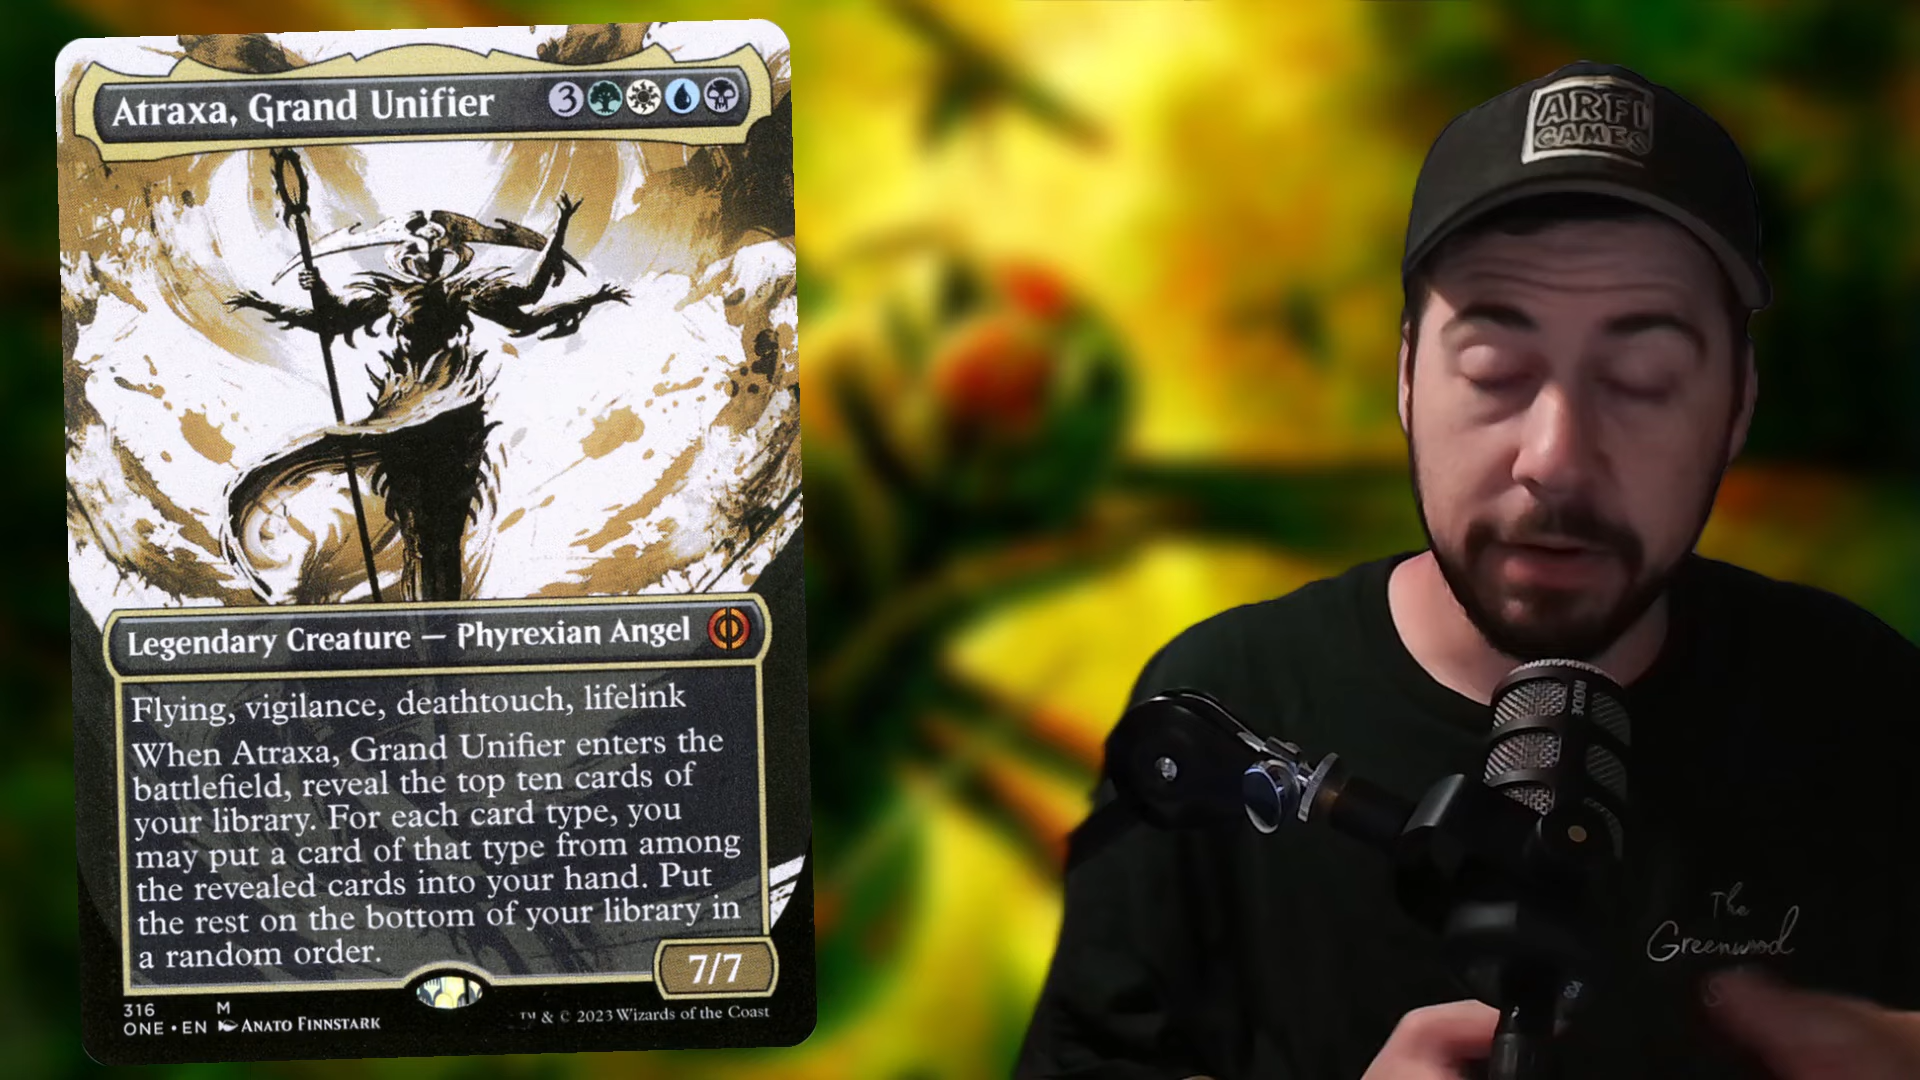 Atraxa, Grand Unifier 3
Legendary Creature — Phyrexian Angel
Flying, vigilance, deathtouch, lifelink
When Atraxa, Grand Unifier enters the
battlefield, reveal the top ten cards of
your library. For each card type, you
may put a card of that type from among
the revealed cards into your hand. Put
the rest on the bottom of your library in
a random order.
7/7
316 M
ONE • EN ANATO FINNSTARK
™ & © 2023 Wizards of the Coast
ARFI
GAMES
RØDE
The
Greenwood